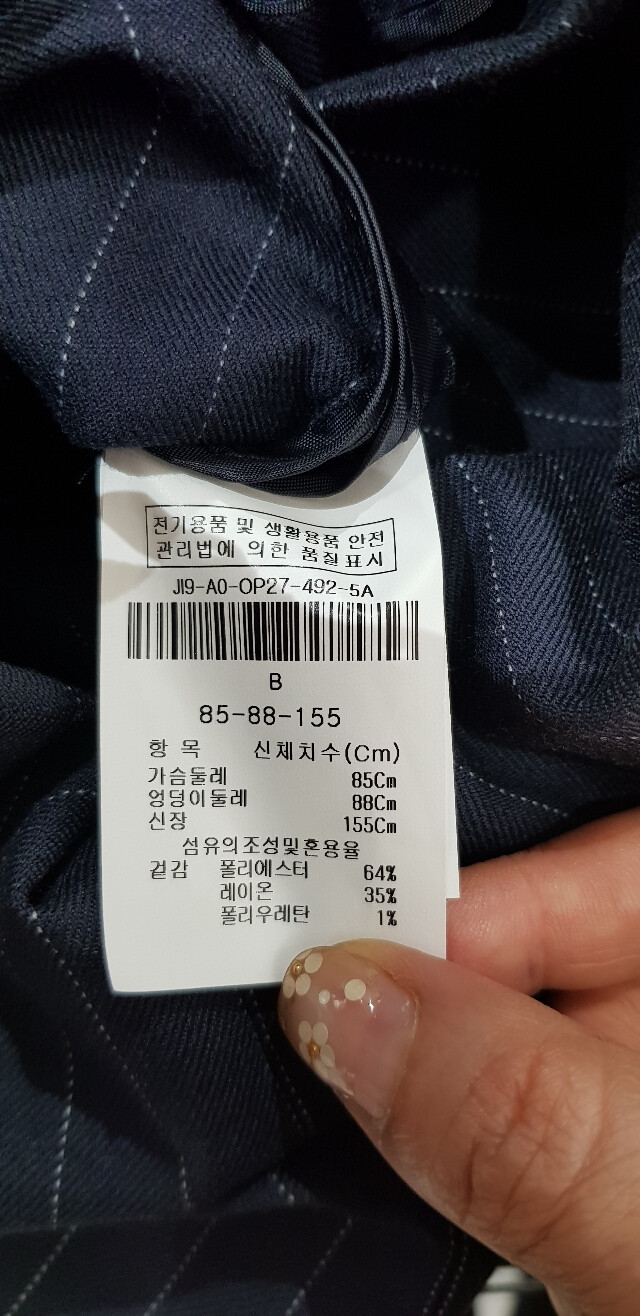 전기용품 및 생활용품 안전
관리법에 의한 품질표시
JI9-A0-OP27-492-5A
B
85-88-155
항 목 신체치수(Cm)
가슴둘레 85Cm
엉덩이둘레 88Cm
신장 155Cm
섬유의조성및혼용율
겉감 폴리에스터 64%
레이온 35%
폴리우레탄 1%